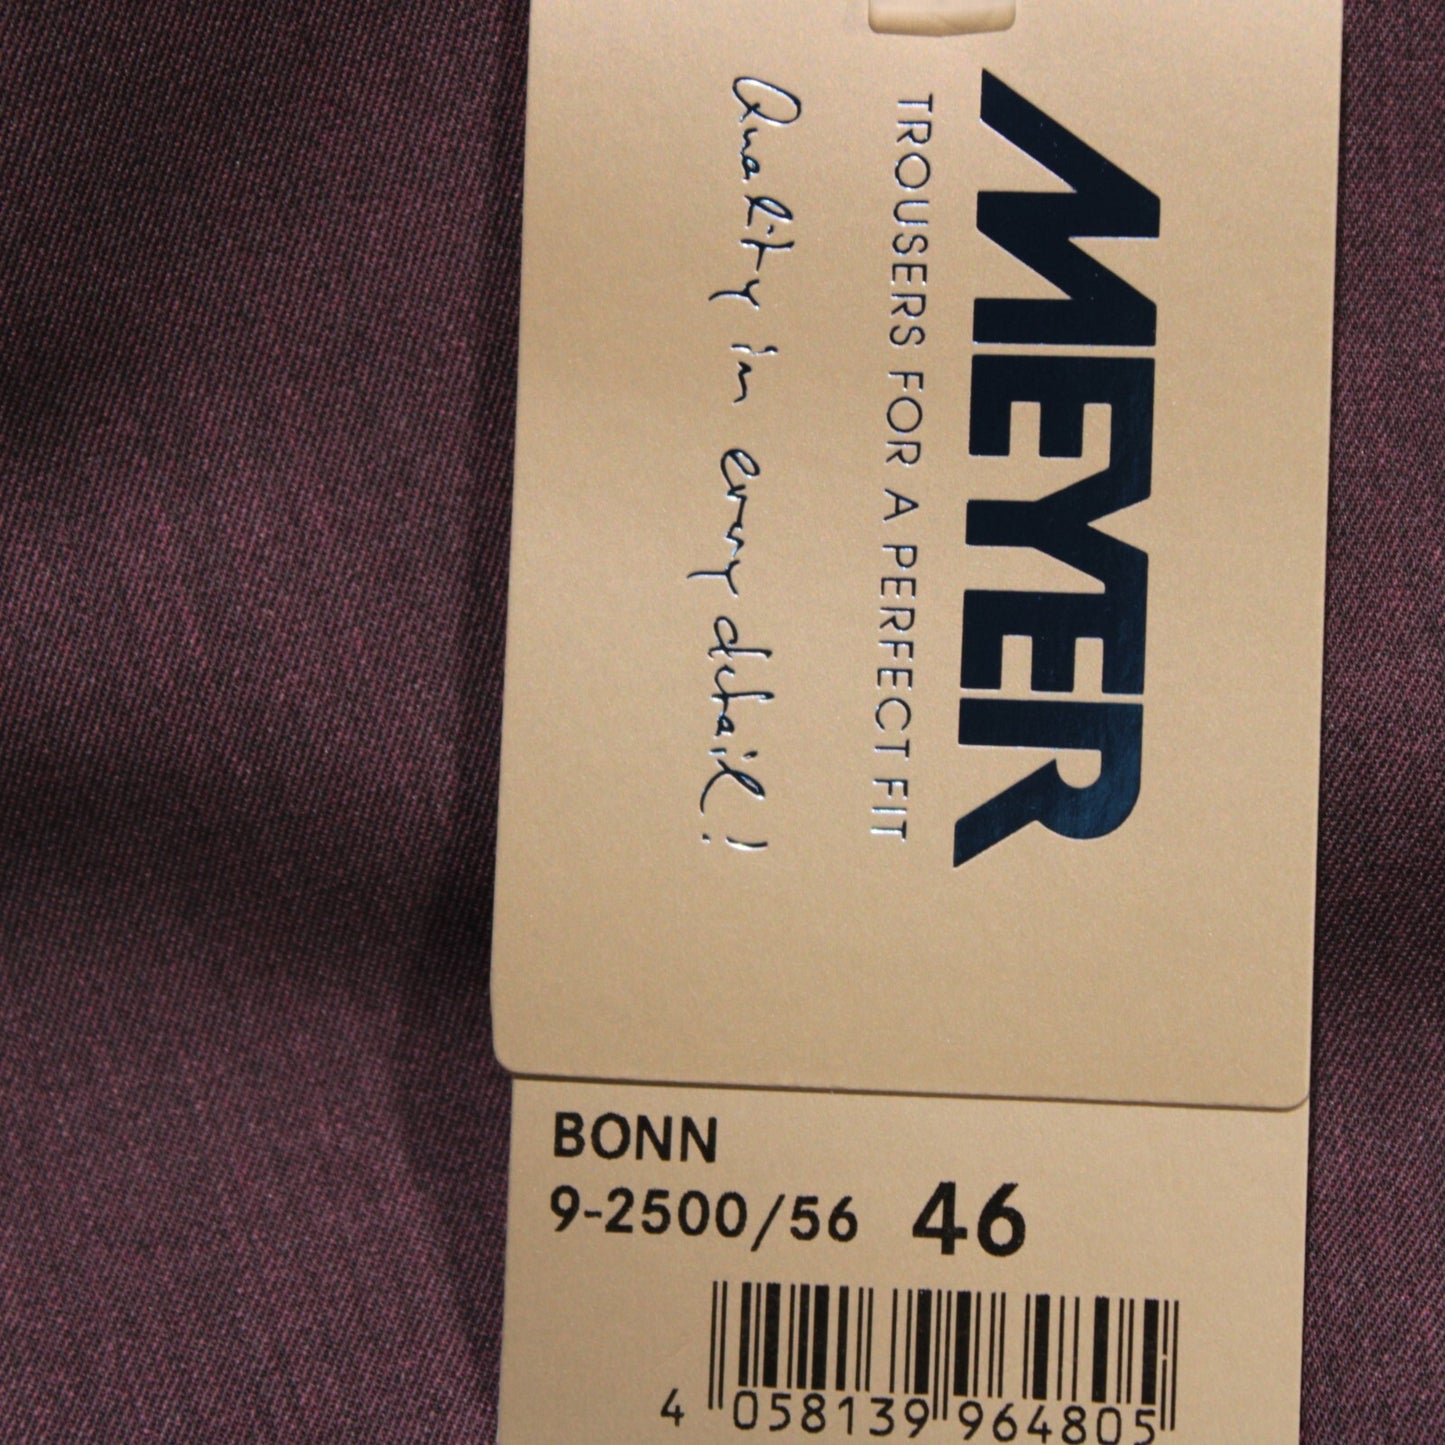 MEYER
TROUSERS FOR A PERFECT FIT
Quality in every detail!
BONN
9-2500/56 46
4 058139 964805